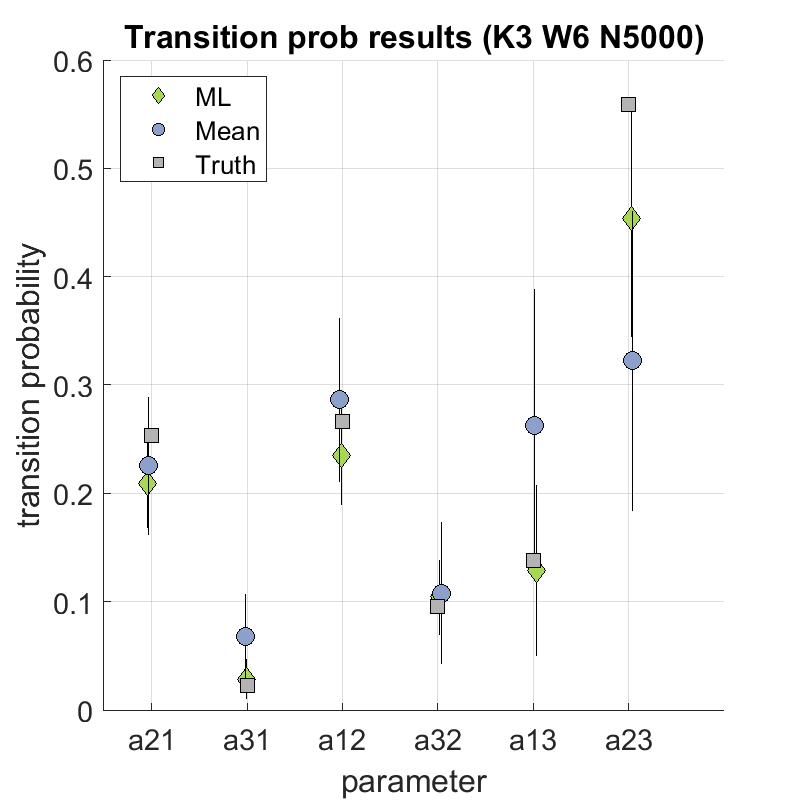 Transition prob results (K3 W6 N5000)
ML
Mean
Truth
0.6
0.5
0.4
0.3
0.2
0.1
0
transition probability
a21 a31 a12 a32 a13 a23
parameter